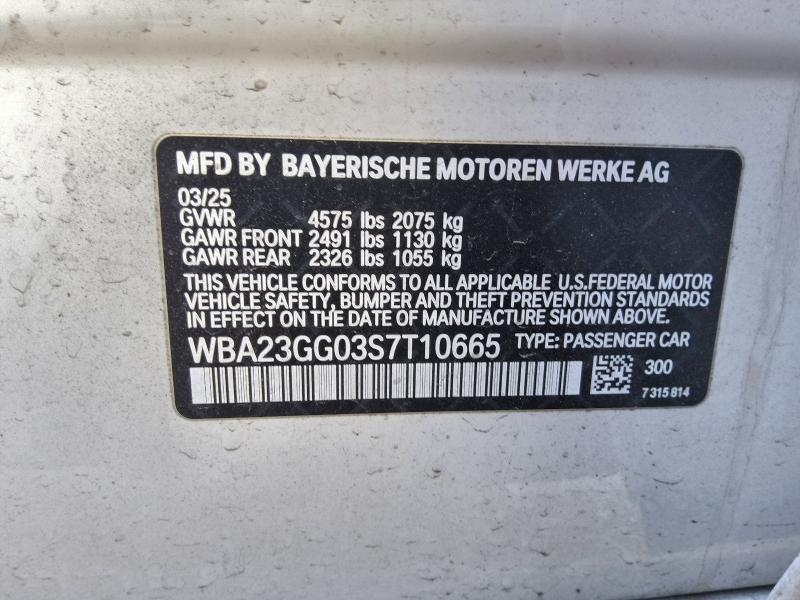 MFD BY BAYERISCHE MOTOREN WERKE AG
03/25
GVWR 4575 lbs 2075 kg
GAWR FRONT 2491 lbs 1130 kg
GAWR REAR 2326 lbs 1055 kg
THIS VEHICLE CONFORMS TO ALL APPLICABLE U.S.FEDERAL MOTOR
VEHICLE SAFETY, BUMPER AND THEFT PREVENTION STANDARDS
IN EFFECT ON THE DATE OF MANUFACTURE SHOWN ABOVE.
WBA23GG03S7T10665 TYPE: PASSENGER CAR
300
7 315 814